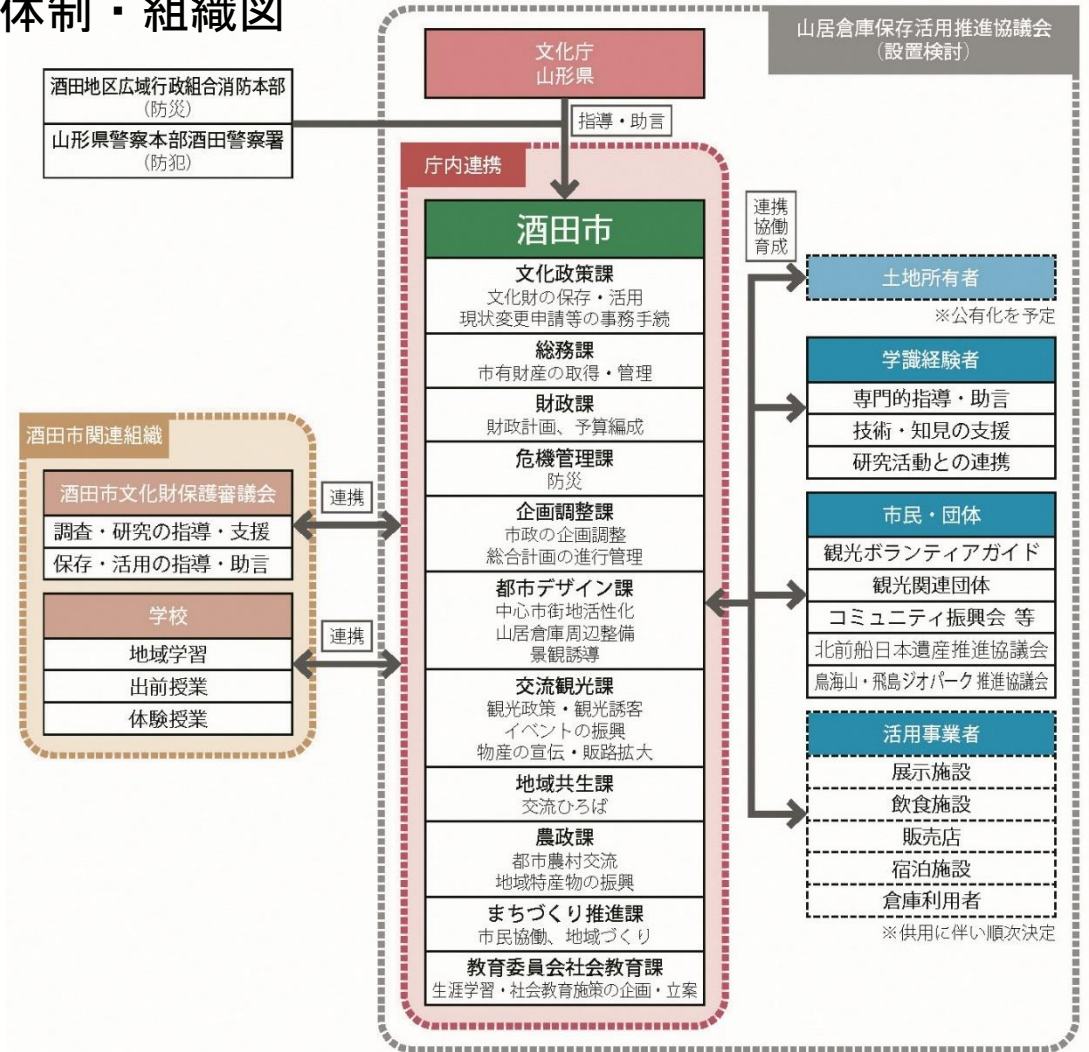 体制・組織図
山居倉庫保存活用推進協議会
(設置検討)
文化庁
山形県
酒田地区広域行政組合消防本部
(防災)
山形県警察本部酒田警察署
(防犯)
指導・助言
庁内連携
酒田市
文化政策課
文化財の保存・活用
現状変更申請等の事務手続
総務課
市有財産の取得・管理
財政課
財政計画、予算編成
危機管理課
防災
企画調整課
市政の企画調整
総合計画の進行管理
都市デザイン課
中心市街地活性化
山居倉庫周辺整備
景観誘導
交流観光課
観光政策・観光誘客
イベントの振興
物産の宣伝・販路拡大
地域共生課
交流ひろば
農政課
都市農村交流
地域特産物の振興
まちづくり推進課
市民協働、地域づくり
教育委員会社会教育課
生涯学習・社会教育施策の企画・立案
酒田市関連組織
酒田市文化財保護審議会
調査・研究の指導・支援
保存・活用の指導・助言
連携
学校
地域学習
出前授業
体験授業
連携
連携
協働
育成
土地所有者
※公有化を予定
学識経験者
専門的指導・助言
技術・知見の支援
研究活動との連携
市民・団体
観光ボランティアガイド
観光関連団体
コミュニティ振興会 等
北前船日本遺産推進協議会
鳥海山・飛島ジオパーク推進協議会
活用事業者
展示施設
飲食施設
販売店
宿泊施設
倉庫利用者
※供用に伴い順次決定